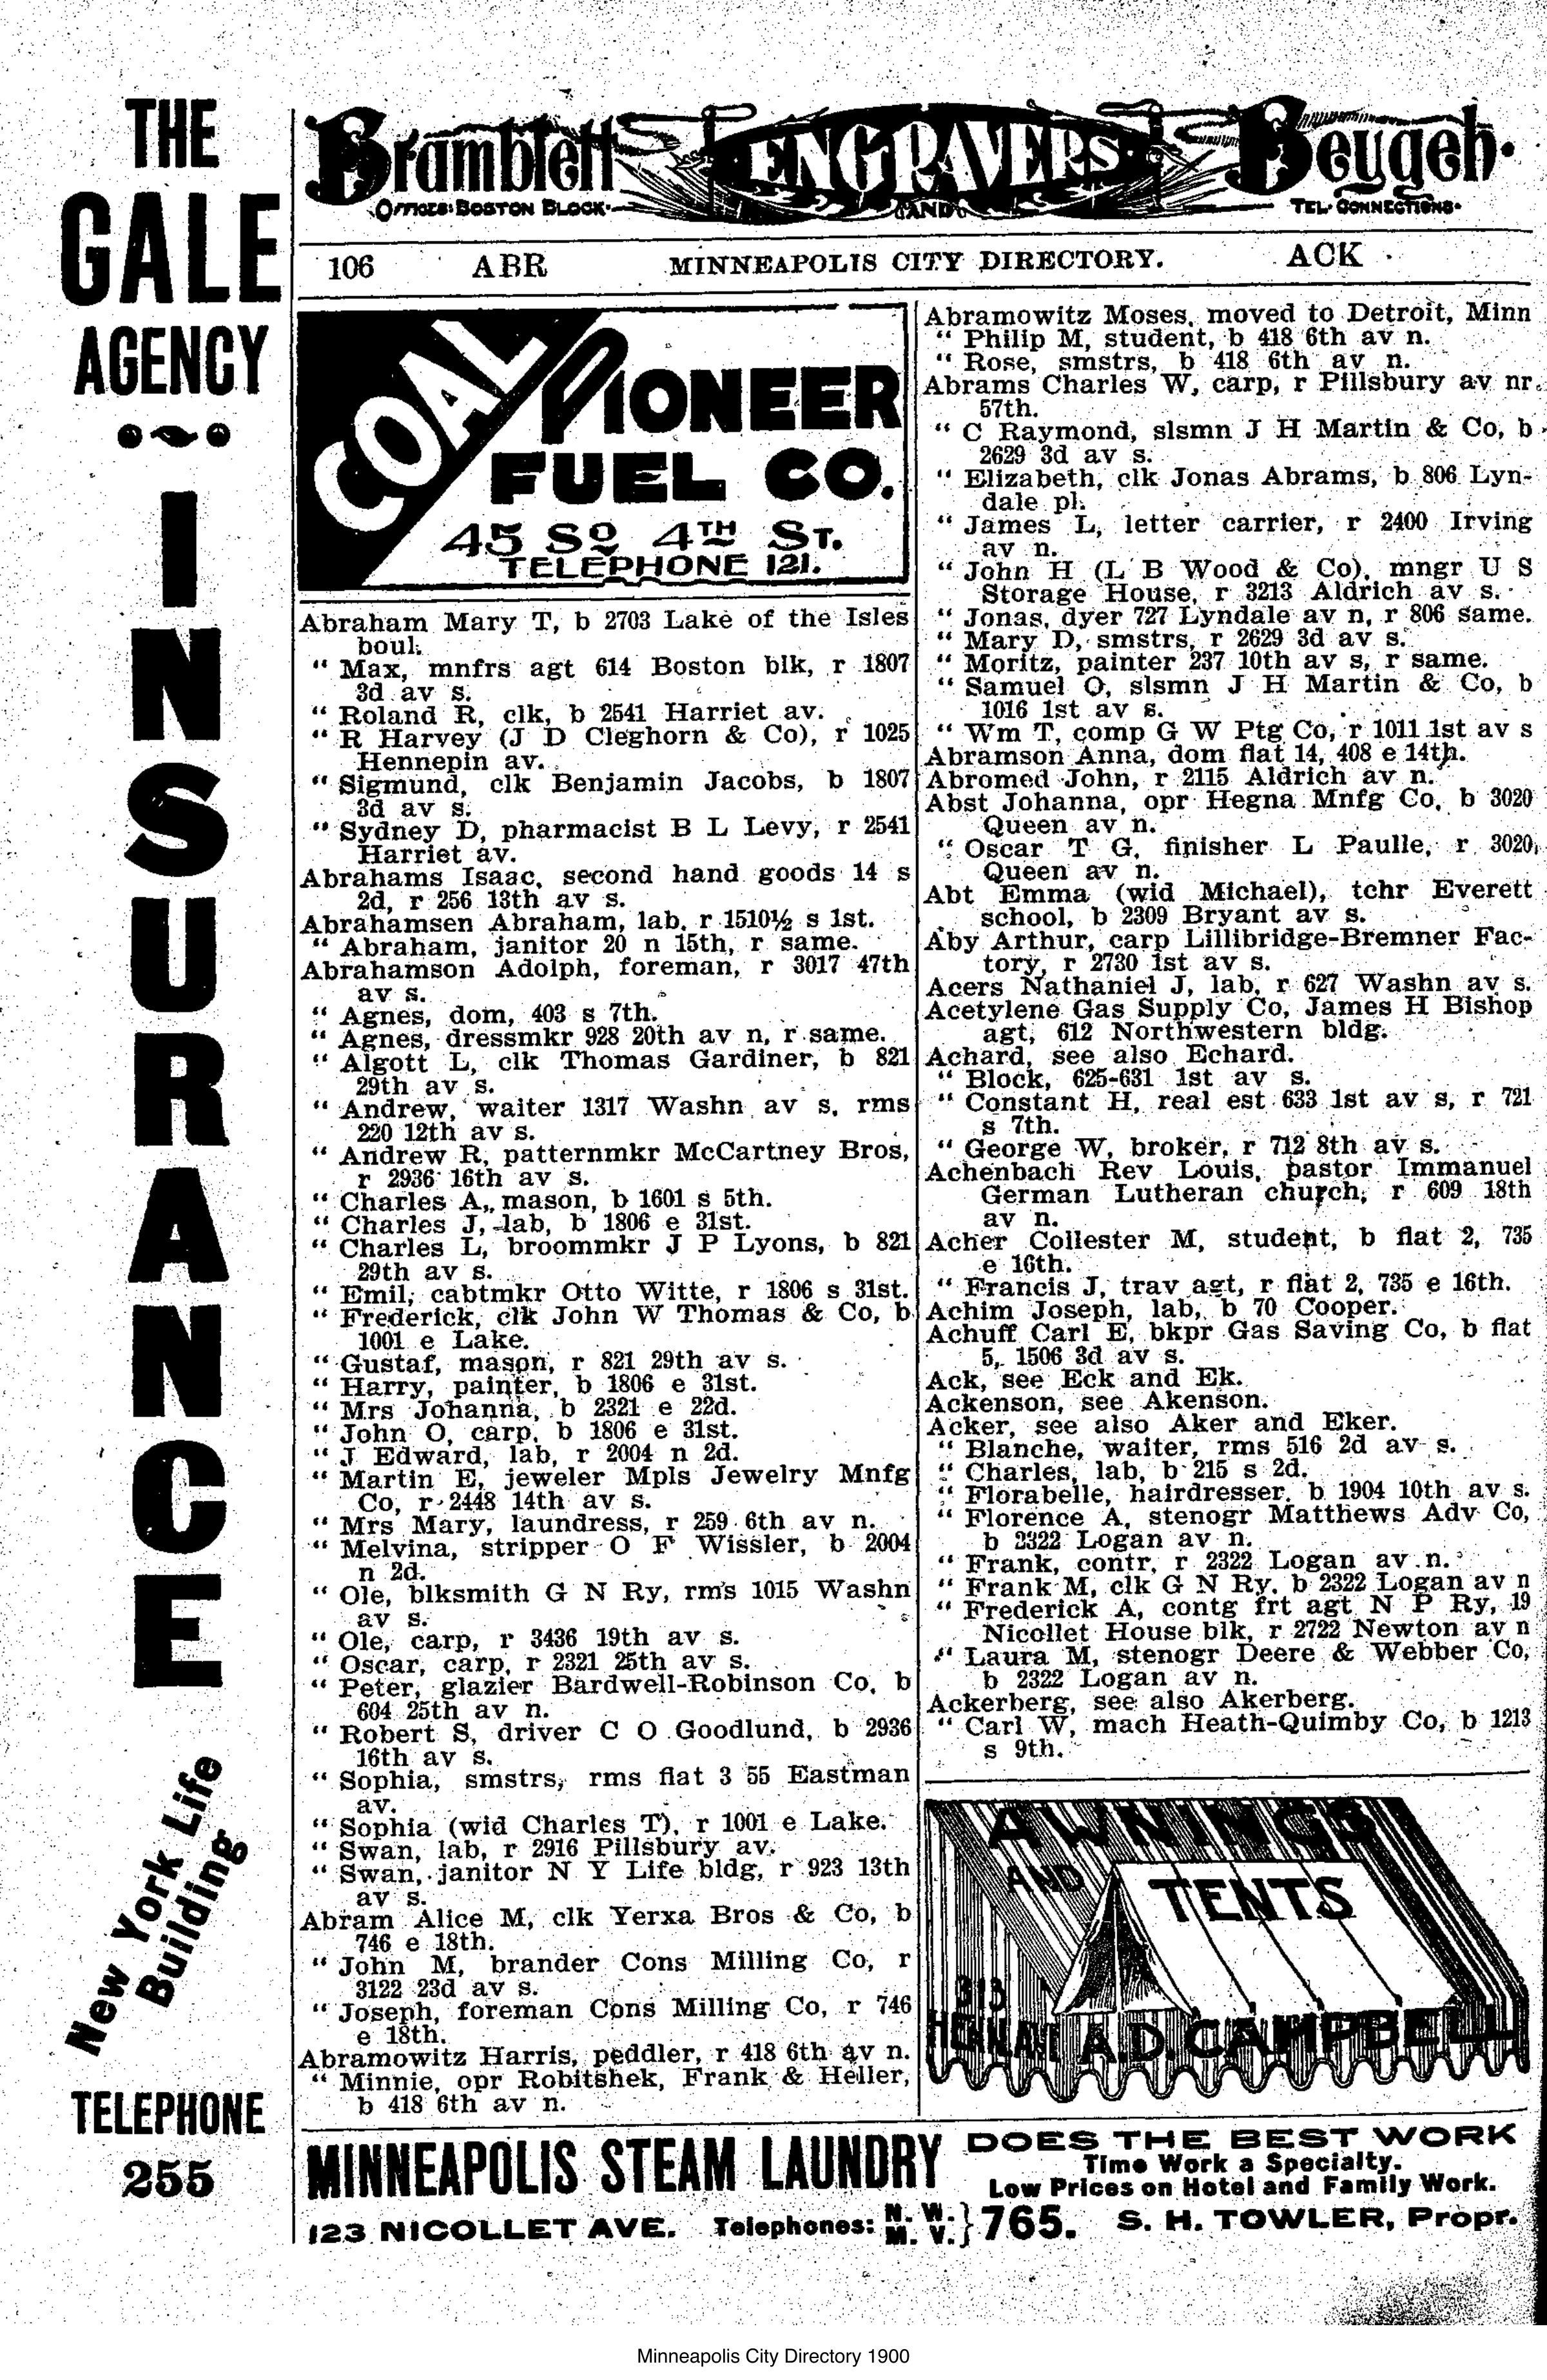 THE
GALE
AGENCY
INSURANCE
New York Life
Building
TELEPHONE
255
Bramblett ENGRAVERS Beygeh.
AND
OFFICES: BOSTON BLOCK. TEL. CONNECTIONS.
106 ABR MINNEAPOLIS CITY DIRECTORY. ACK
COAL
PIONEER
FUEL CO.
45 SO 4TH ST.
TELEPHONE 121.
Abraham Mary T, b 2703 Lake of the Isles
boul.
“ Max, mnfrs agt 614 Boston blk, r 1807
3d av s.
“ Roland R, clk, b 2541 Harriet av.
“ R Harvey (J D Cleghorn & Co), r 1025
Hennepin av.
“ Sigmund, clk Benjamin Jacobs, b 1807
3d av s.
“ Sydney D, pharmacist B L Levy, r 2541
Harriet av.
Abrahams Isaac, second hand goods 14 s
2d, r 256 13th av s.
Abrahamsen Abraham, lab, r 1510½ s 1st.
“ Abraham, janitor 20 n 15th, r same.
Abrahamson Adolph, foreman, r 3017 47th
av s.
“ Agnes, dom, 403 s 7th.
“ Agnes, dressmkr 928 20th av n, r same.
“ Algott L, clk Thomas Gardiner, b 821
29th av s.
“ Andrew, waiter 1317 Washn av s, rms
220 12th av s.
“ Andrew R, patternmkr McCartney Bros,
r 2936 16th av s.
“ Charles A, mason, b 1601 s 5th.
“ Charles J, lab, b 1806 e 31st.
“ Charles L, broommkr J P Lyons, b 821
29th av s.
“ Emil, cabtmkr Otto Witte, r 1806 s 31st.
“ Frederick, clk John W Thomas & Co, b
1001 e Lake.
“ Gustaf, mason, r 821 29th av s.
“ Harry, painter, b 1806 e 31st.
“ Mrs Johanna, b 2321 e 22d.
“ John O, carp, b 1806 e 31st.
“ J Edward, lab, r 2004 n 2d.
“ Martin E, jeweler Mpls Jewelry Mnfg
Co, r 2448 14th av s.
“ Mrs Mary, laundress, r 259 6th av n.
“ Melvina, stripper O F Wissler, b 2004
n 2d.
“ Ole, blksmith G N Ry, rms 1015 Washn
av s.
“ Ole, carp, r 3436 19th av s.
“ Oscar, carp, r 2321 25th av s.
“ Peter, glazier Bardwell-Robinson Co, b
604 25th av n.
“ Robert S, driver C O Goodlund, b 2936
16th av s.
“ Sophia, smstrs, rms flat 3 55 Eastman
av.
“ Sophia (wid Charles T), r 1001 e Lake.
“ Swan, lab, r 2916 Pillsbury av.
“ Swan, janitor N Y Life bldg, r 923 13th
av s.
Abram Alice M, clk Yerxa Bros & Co, b
746 e 18th.
“ John M, brander Cons Milling Co, r
3122 23d av s.
“ Joseph, foreman Cons Milling Co, r 746
e 18th.
Abramowitz Harris, peddler, r 418 6th av n.
“ Minnie, opr Robitshek, Frank & Heller,
b 418 6th av n.
Abramowitz Moses, moved to Detroit, Minn
“ Philip M, student, b 418 6th av n.
“ Rose, smstrs, b 418 6th av n.
Abrams Charles W, carp, r Pillsbury av nr
57th.
“ C Raymond, slsmn J H Martin & Co, b
2629 3d av s.
“ Elizabeth, clk Jonas Abrams, b 806 Lyn-
dale pl.
“ James L, letter carrier, r 2400 Irving
av n.
“ John H (L B Wood & Co), mngr U S
Storage House, r 3213 Aldrich av s.
“ Jonas, dyer 727 Lyndale av n, r 806 same.
“ Mary D, smstrs, r 2629 3d av s.
“ Moritz, painter 237 10th av s, r same.
“ Samuel O, slsmn J H Martin & Co, b
1016 1st av s.
“ Wm T, comp G W Ptg Co, r 1011 1st av s
Abramson Anna, dom flat 14, 408 e 14th.
Abromed John, r 2115 Aldrich av n.
Abst Johanna, opr Hegna Mnfg Co, b 3020
Queen av n.
“ Oscar T G, finisher L Paulle, r 3020
Queen av n.
Abt Emma (wid Michael), tchr Everett
school, b 2309 Bryant av s.
Aby Arthur, carp Lillibridge-Bremner Fac-
tory, r 2730 1st av s.
Acers Nathaniel J, lab, r 627 Washn av s.
Acetylene Gas Supply Co, James H Bishop
agt, 612 Northwestern bldg.
Achard, see also Echard.
“ Block, 625-631 1st av s.
“ Constant H, real est 633 1st av s, r 721
s 7th.
“ George W, broker, r 712 8th av s.
Achenbach Rev Louis, pastor Immanuel
German Lutheran church, r 609 18th
av n.
Acher Collester M, student, b flat 2, 735
e 16th.
“ Francis J, trav agt, r flat 2, 735 e 16th.
Achim Joseph, lab, b 70 Cooper.
Achuff Carl E, bkpr Gas Saving Co, b flat
5, 1506 3d av s.
Ack, see Eck and Ek.
Ackenson, see Akenson.
Acker, see also Aker and Eker.
“ Blanche, waiter, rms 516 2d av s.
“ Charles, lab, b 215 s 2d.
“ Florabelle, hairdresser, b 1904 10th av s.
“ Florence A, stenogr Matthews Adv Co,
b 2322 Logan av n.
“ Frank, contr, r 2322 Logan av n.
“ Frank M, clk G N Ry, b 2322 Logan av n
“ Frederick A, contg frt agt N P Ry, 19
Nicollet House blk, r 2722 Newton av n
“ Laura M, stenogr Deere & Webber Co,
b 2322 Logan av n.
Ackerberg, see also Akerberg.
“ Carl W, mach Heath-Quimby Co, b 1213
s 9th.
AWNINGS
AND
TENTS
313
HENN. AVE A.D. CAMPBELL
MINNEAPOLIS STEAM LAUNDRY
123 NICOLLET AVE. Telephones: N. W. M. V. } 765.
DOES THE BEST WORK
Time Work a Specialty.
Low Prices on Hotel and Family Work.
S. H. TOWLER, Propr.
Minneapolis City Directory 1900